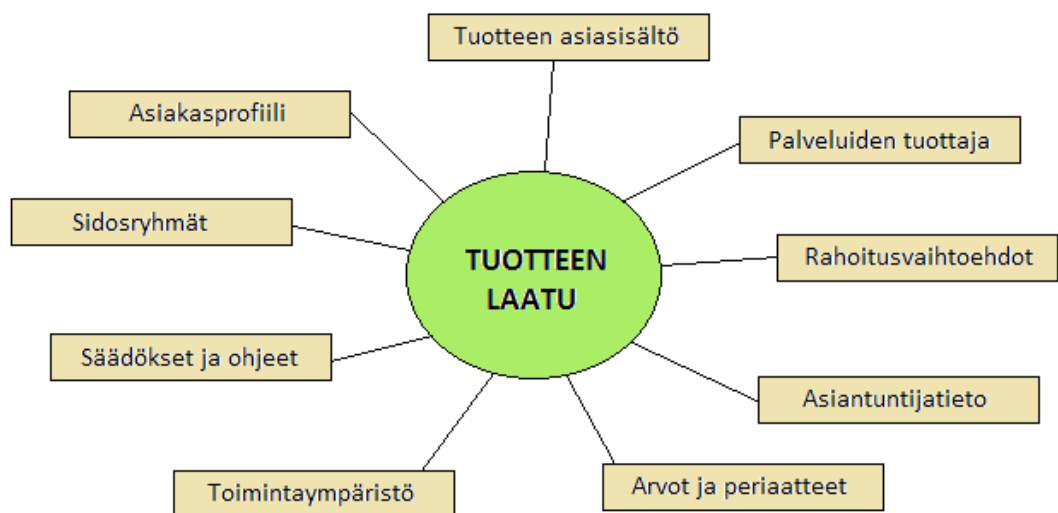 Tuotteen asiasisältö
Asiakasprofiili
Palveluiden tuottaja
Sidosryhmät
Rahoitusvaihtoehdot
TUOTTEEN
LAATU
Säädökset ja ohjeet
Asiantuntijatieto
Toimintaympäristö
Arvot ja periaatteet